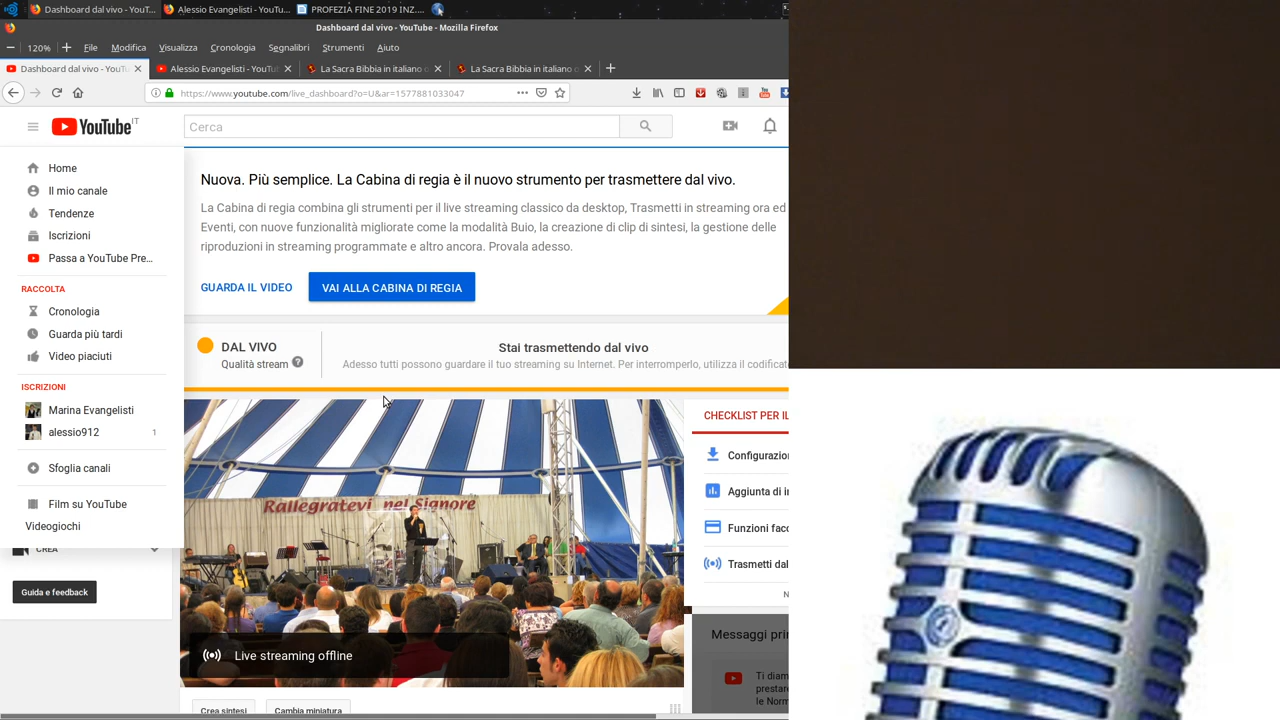 Dashboard dal vivo - YouT...
Alessio Evangelisti - YouTu...
PROFEZIA FINE 2019 INZ....
Dashboard dal vivo - YouTube - Mozilla Firefox
120%
File
Modifica
Visualizza
Cronologia
Segnalibri
Strumenti
Aiuto
Dashboard dal vivo - YouTu
Alessio Evangelisti - YouTu
La Sacra Bibbia in italiano o
La Sacra Bibbia in italiano o
https://www.youtube.com/live_dashboard?o=U&ar=1577881033047
YouTube IT
Cerca
Home
Il mio canale
Tendenze
Iscrizioni
Passa a YouTube Pre...
RACCOLTA
Cronologia
Guarda più tardi
Video piaciuti
ISCRIZIONI
Marina Evangelisti
alessio912 1
Sfoglia canali
Film su YouTube
Videogiochi
CREA
Guida e feedback
Nuova. Più semplice. La Cabina di regia è il nuovo strumento per trasmettere dal vivo.
La Cabina di regia combina gli strumenti per il live streaming classico da desktop, Trasmetti in streaming ora ed
Eventi, con nuove funzionalità migliorate come la modalità Buio, la creazione di clip di sintesi, la gestione delle
riproduzioni in streaming programmate e altro ancora. Provala adesso.
GUARDA IL VIDEO
VAI ALLA CABINA DI REGIA
DAL VIVO
Qualità stream
Stai trasmettendo dal vivo
Adesso tutti possono guardare il tuo streaming su Internet. Per interromperlo, utilizza il codificat
Rallegratevi nel Signore
Live streaming offline
Crea sintesi
Cambia miniatura
CHECKLIST PER IL
Configurazio
Aggiunta di in
Funzioni facc
Trasmetti dal
N
Messaggi pri
Ti diam
prestare
le Norm